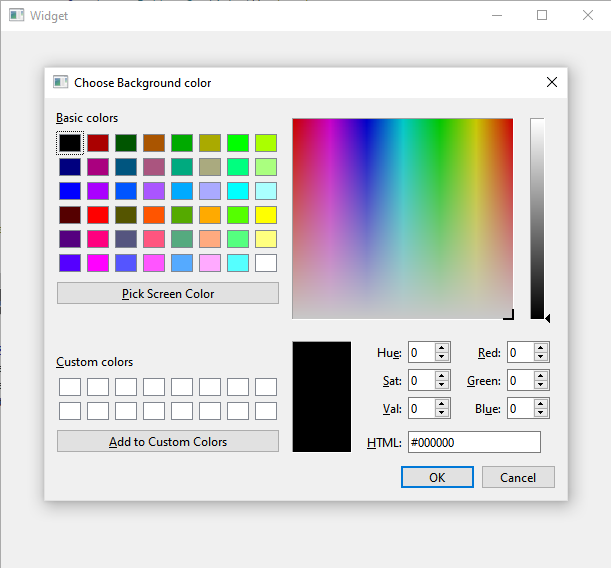 Widget
Choose Background color
Basic colors
Pick Screen Color
Custom colors
Add to Custom Colors
Hue: 0 Red: 0
Sat: 0 Green: 0
Val: 0 Blue: 0
HTML: #000000
OK Cancel